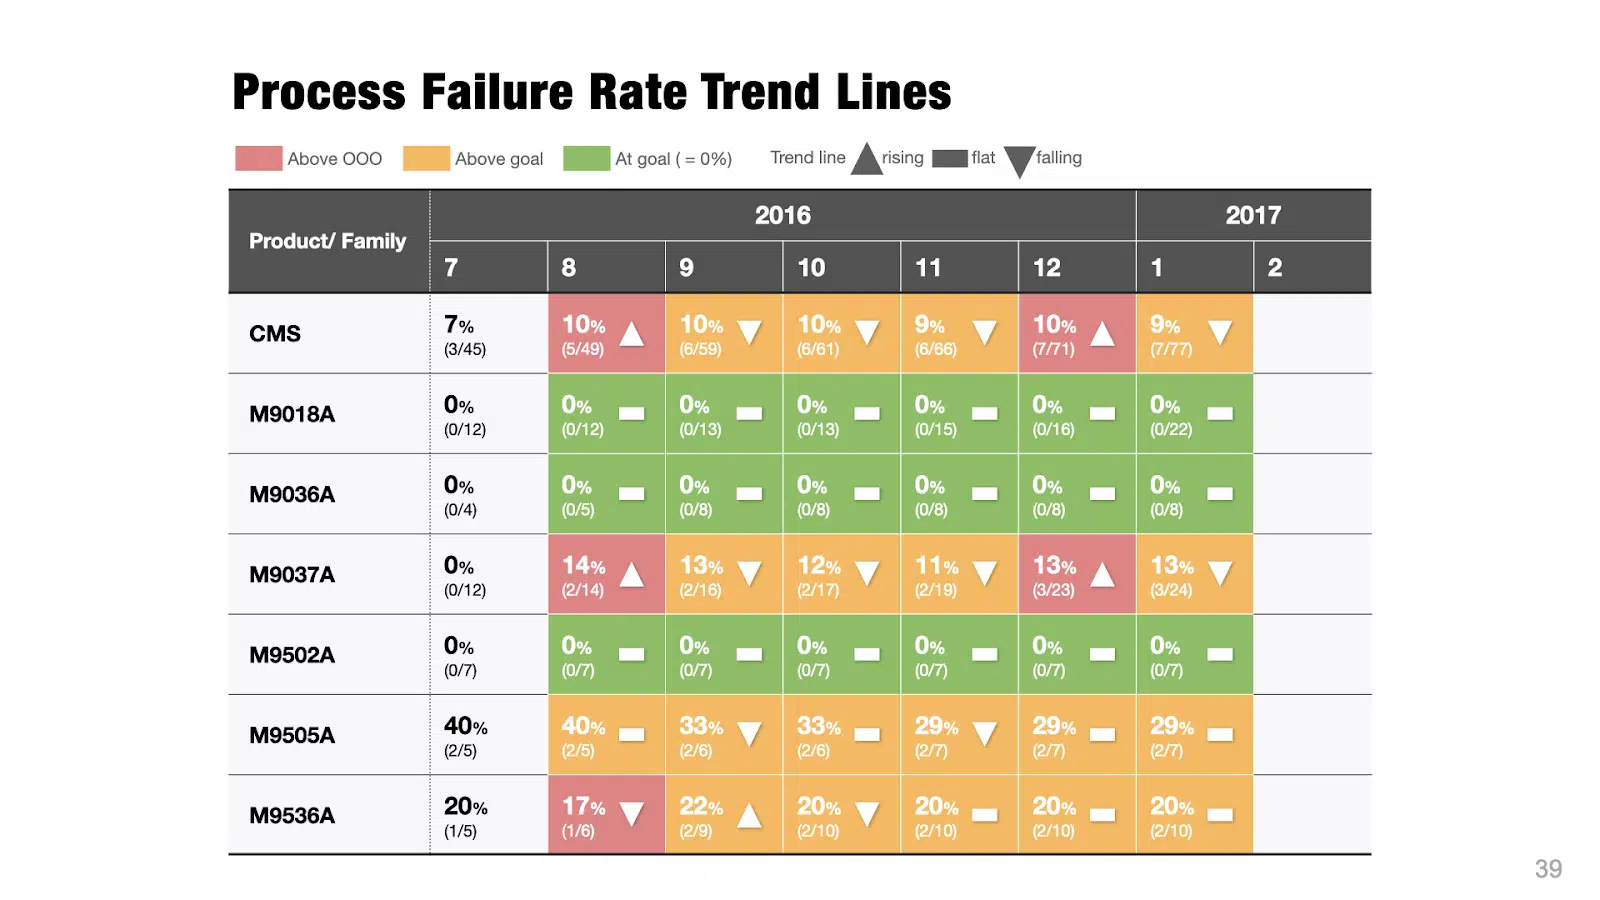 Process Failure Rate Trend Lines
Above OOO Above goal At goal ( = 0%) Trend line rising flat falling
Product/ Family 2016 2017
7 8 9 10 11 12 1 2
CMS 7% 10% 10% 10% 9% 10% 9%
(3/45) (5/49) (6/59) (6/61) (6/66) (7/71) (7/77)
M9018A 0% 0% 0% 0% 0% 0% 0%
(0/12) (0/12) (0/13) (0/13) (0/15) (0/16) (0/22)
M9036A 0% 0% 0% 0% 0% 0% 0%
(0/4) (0/5) (0/8) (0/8) (0/8) (0/8) (0/8)
M9037A 0% 14% 13% 12% 11% 13% 13%
(0/12) (2/14) (2/16) (2/17) (2/19) (3/23) (3/24)
M9502A 0% 0% 0% 0% 0% 0% 0%
(0/7) (0/7) (0/7) (0/7) (0/7) (0/7) (0/7)
M9505A 40% 40% 33% 33% 29% 29% 29%
(2/5) (2/5) (2/6) (2/6) (2/7) (2/7) (2/7)
M9536A 20% 17% 22% 20% 20% 20% 20%
(1/5) (1/6) (2/9) (2/10) (2/10) (2/10) (2/10)
39